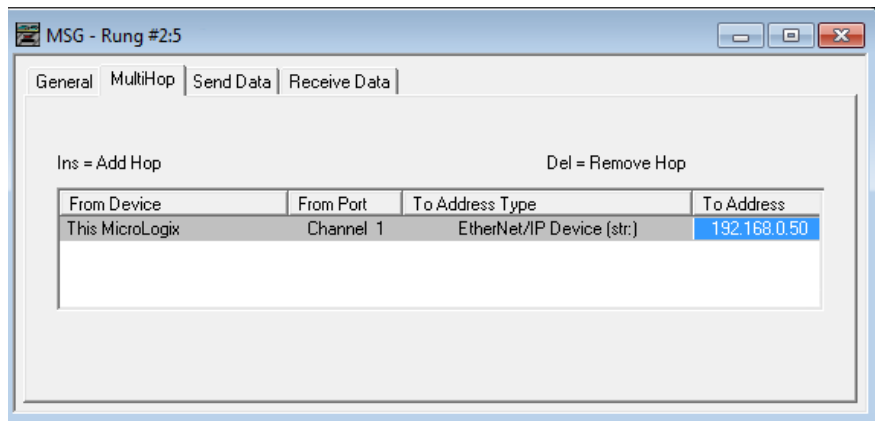 MSG - Rung #2:5
General MultiHop Send Data Receive Data
Ins = Add Hop Del = Remove Hop
From Device From Port To Address Type To Address
This MicroLogix Channel 1 EtherNet/IP Device (str:) 192.168.0.50